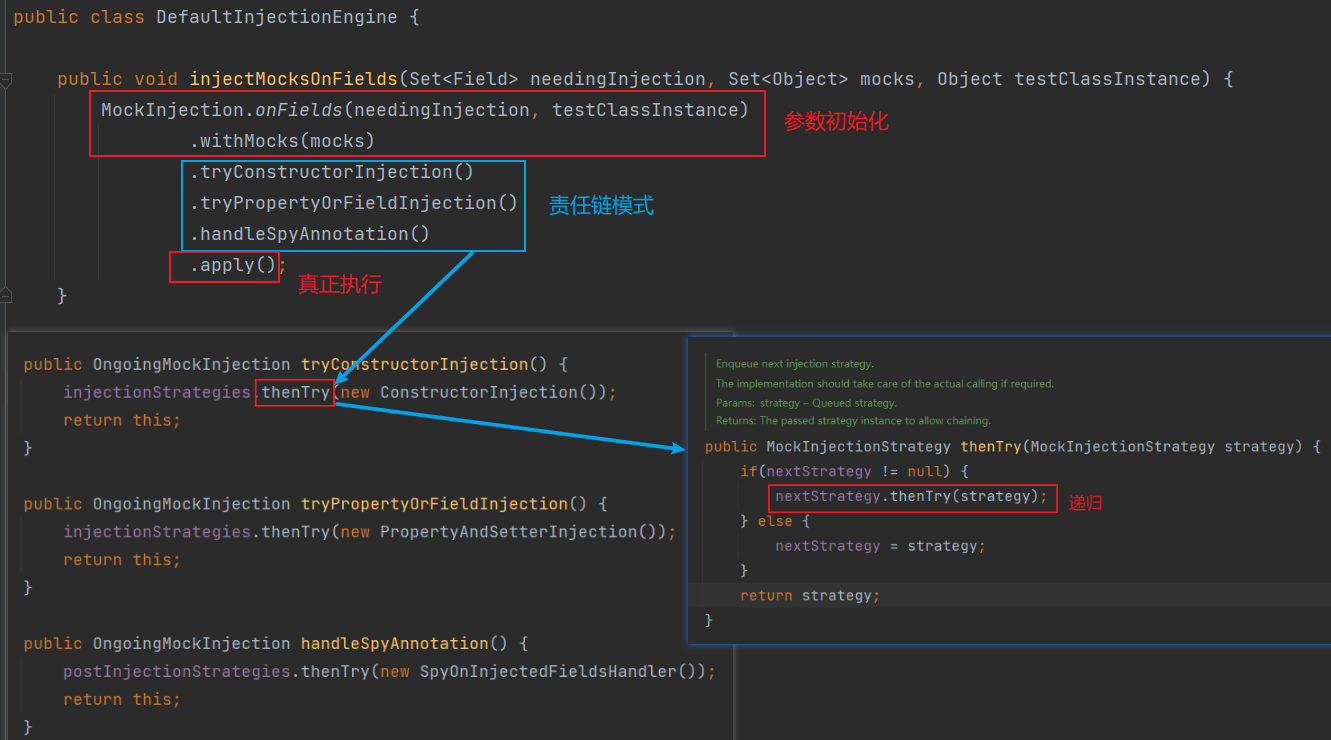 public class DefaultInjectionEngine {
public void injectMocksOnFields(Set<Field> needingInjection, Set<Object> mocks, Object testClassInstance) {
MockInjection.onFields(needingInjection, testClassInstance)
参数初始化
.withMocks(mocks)
.tryConstructorInjection()
.tryPropertyOrFieldInjection()
责任链模式
.handleSpyAnnotation()
.apply();
真正执行
}
public OngoingMockInjection tryConstructorInjection() {
injectionStrategies.thenTry(new ConstructorInjection());
return this;
}
public OngoingMockInjection tryPropertyOrFieldInjection() {
injectionStrategies.thenTry(new PropertyAndSetterInjection());
return this;
}
public OngoingMockInjection handleSpyAnnotation() {
postInjectionStrategies.thenTry(new SpyOnInjectedFieldsHandler());
return this;
}
Enqueue next injection strategy.
The implementation should take care of the actual calling if required.
Params: strategy – Queued strategy.
Returns: The passed strategy instance to allow chaining.
public MockInjectionStrategy thenTry(MockInjectionStrategy strategy) {
if(nextStrategy != null) {
nextStrategy.thenTry(strategy);
递归
} else {
nextStrategy = strategy;
}
return strategy;
}